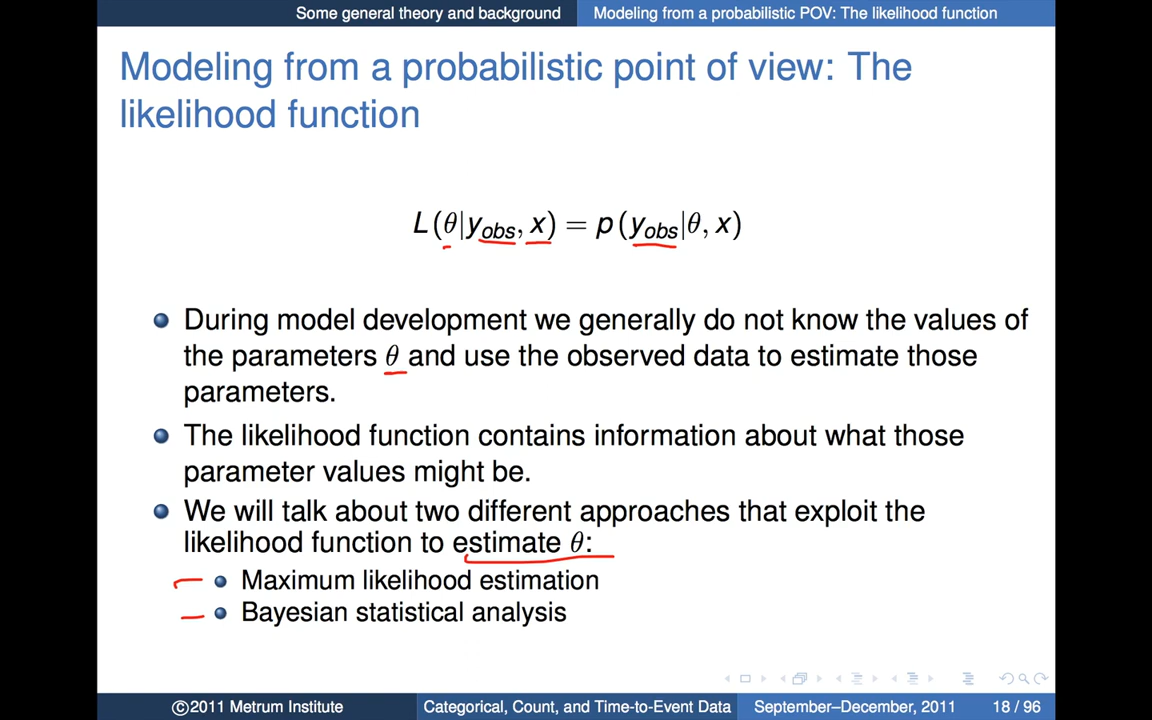 Some general theory and background Modeling from a probabilistic POV: The likelihood function
Modeling from a probabilistic point of view: The
likelihood function
L(θ|y_obs, x) = p(y_obs|θ, x)
During model development we generally do not know the values of
the parameters θ and use the observed data to estimate those
parameters.
The likelihood function contains information about what those
parameter values might be.
We will talk about two different approaches that exploit the
likelihood function to estimate θ:
Maximum likelihood estimation
Bayesian statistical analysis
©2011 Metrum Institute Categorical, Count, and Time-to-Event Data September–December, 2011 18 / 96